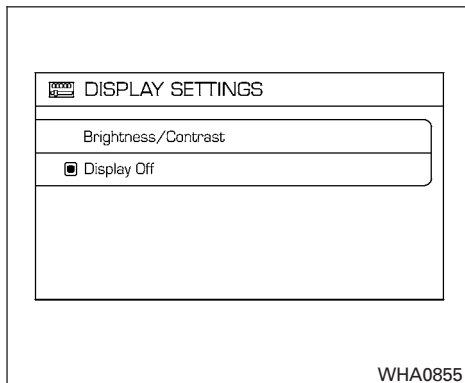 DISPLAY SETTINGS
Brightness/Contrast
Display Off
WHA0855